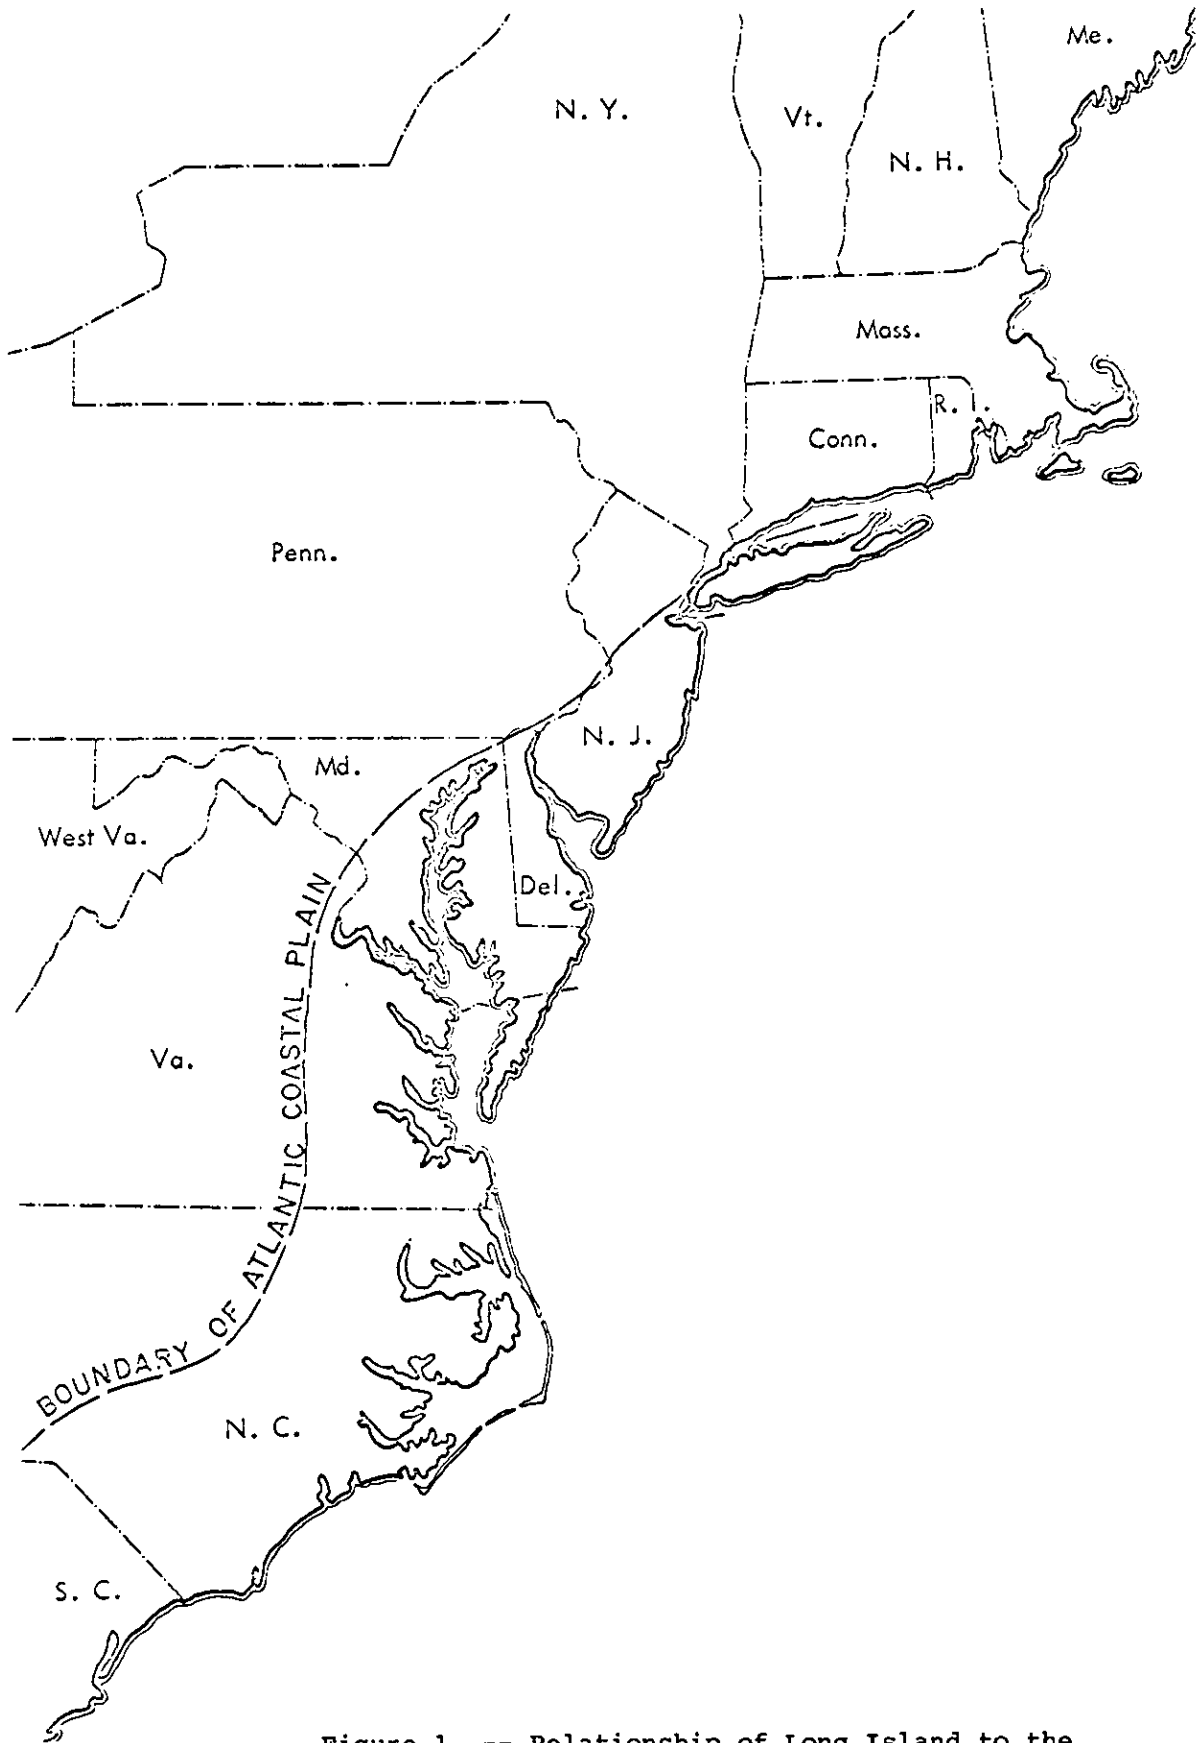 Me.
N. Y.
Vt.
N. H.
Mass.
R. I.
Conn.
Penn.
N. J.
Md.
West Va.
Del.
Va.
BOUNDARY OF ATLANTIC COASTAL PLAIN
N. C.
S. C.
Figure 1. -- Relationship of Long Island to the